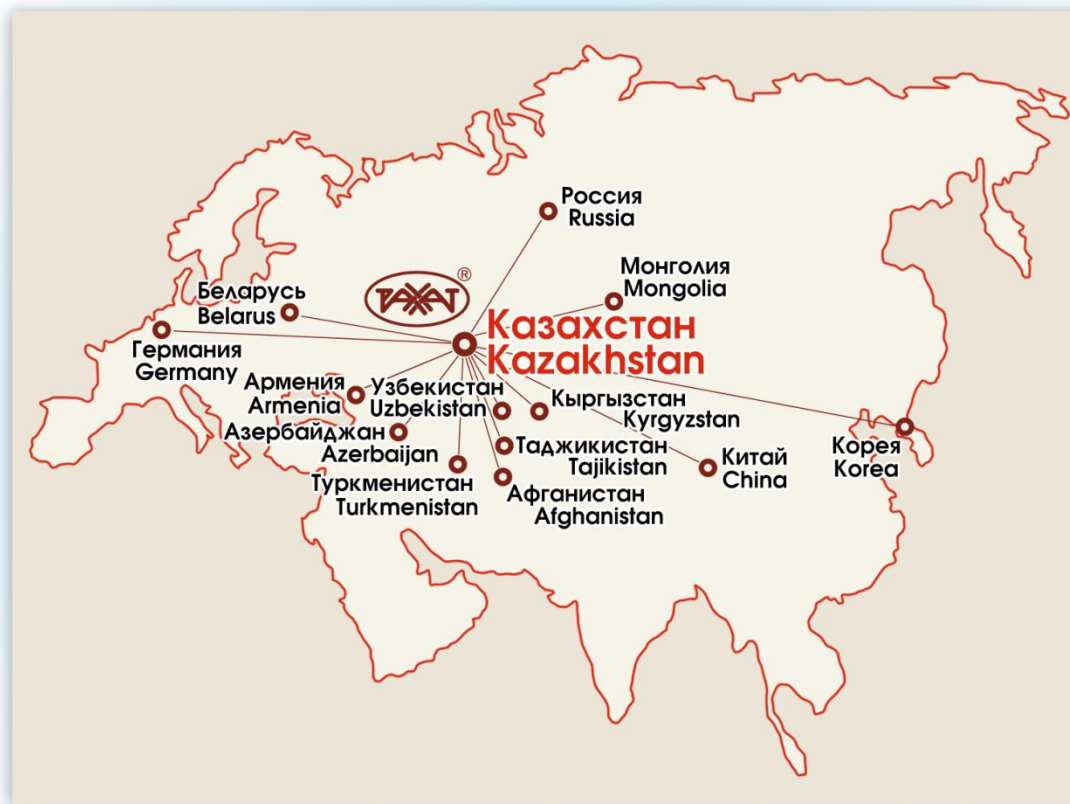 Россия
Russia
Монголия
Mongolia
РАХАТ®
Беларусь
Belarus
Казахстан
Kazakhstan
Германия
Germany
Армения
Armenia
Узбекистан
Uzbekistan
Кыргызстан
Kyrgyzstan
Азербайджан
Azerbaijan
Таджикистан
Tajikistan
Китай
China
Корея
Korea
Туркменистан
Turkmenistan
Афганистан
Afghanistan